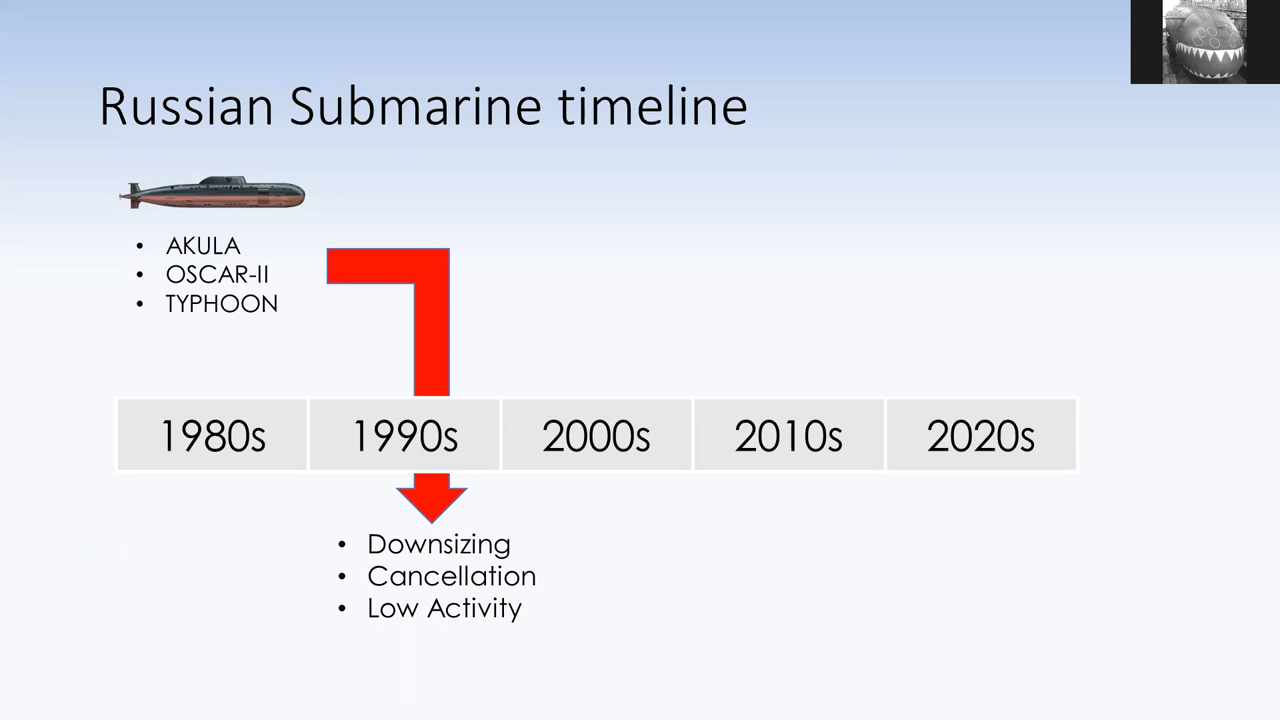 Russian Submarine timeline
• AKULA
• OSCAR-II
• TYPHOON
1980s 1990s 2000s 2010s 2020s
• Downsizing
• Cancellation
• Low Activity